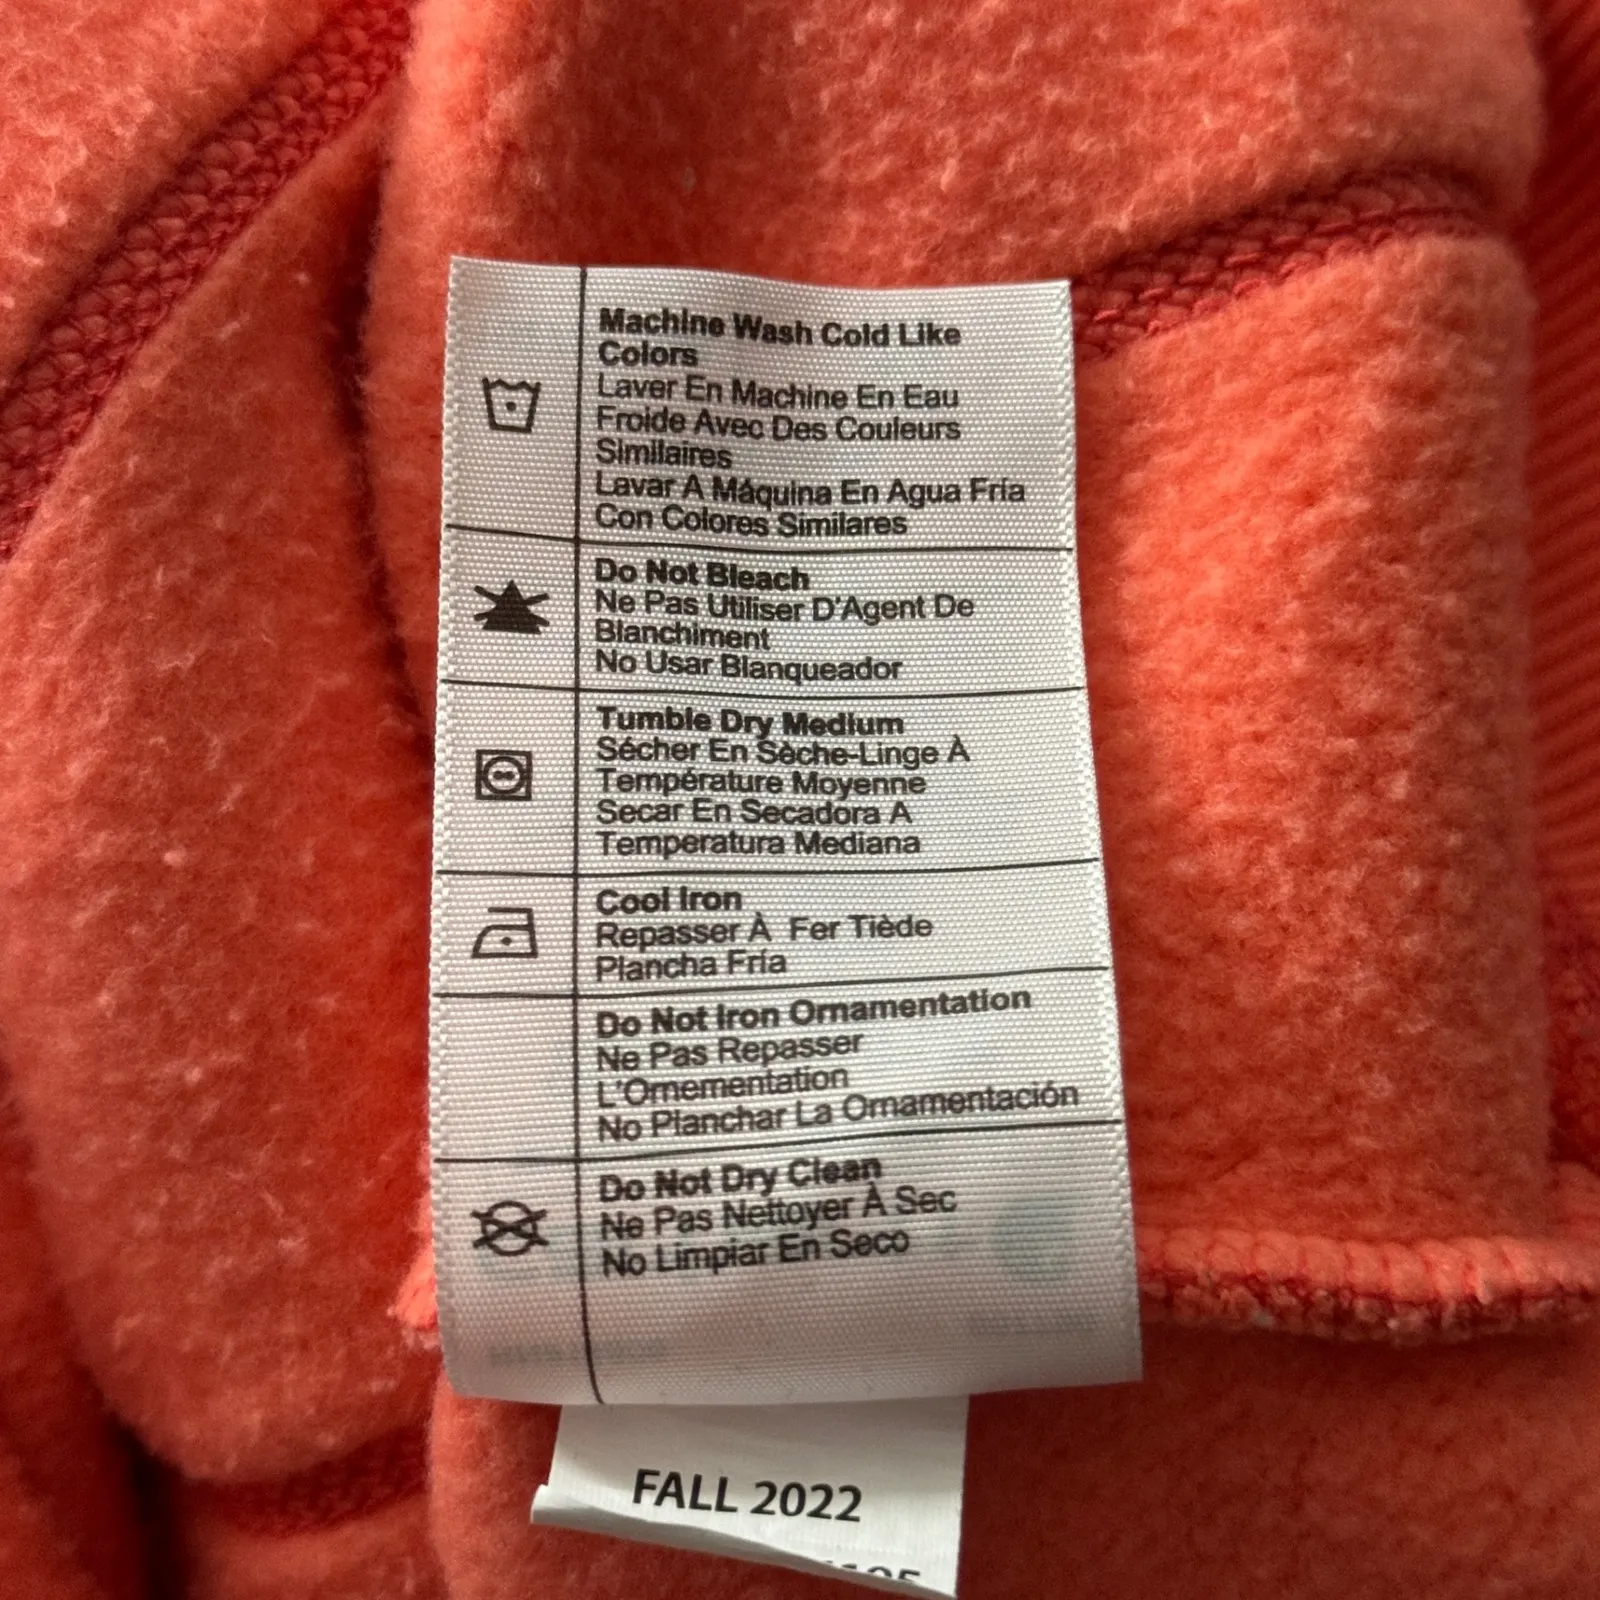 Machine Wash Cold Like
Colors
Laver En Machine En Eau
Froide Avec Des Couleurs
Similaires
Lavar A Máquina En Agua Fría
Con Colores Similares
Do Not Bleach
Ne Pas Utiliser D'Agent De
Blanchiment
No Usar Blanqueador
Tumble Dry Medium
Sécher En Sèche-Linge À
Température Moyenne
Secar En Secadora A
Temperatura Mediana
Cool Iron
Repasser À Fer Tiède
Plancha Fría
Do Not Iron Ornamentation
Ne Pas Repasser
L'Ornementation
No Planchar La Ornamentación
Do Not Dry Clean
Ne Pas Nettoyer À Sec
No Limpiar En Seco
FALL 2022